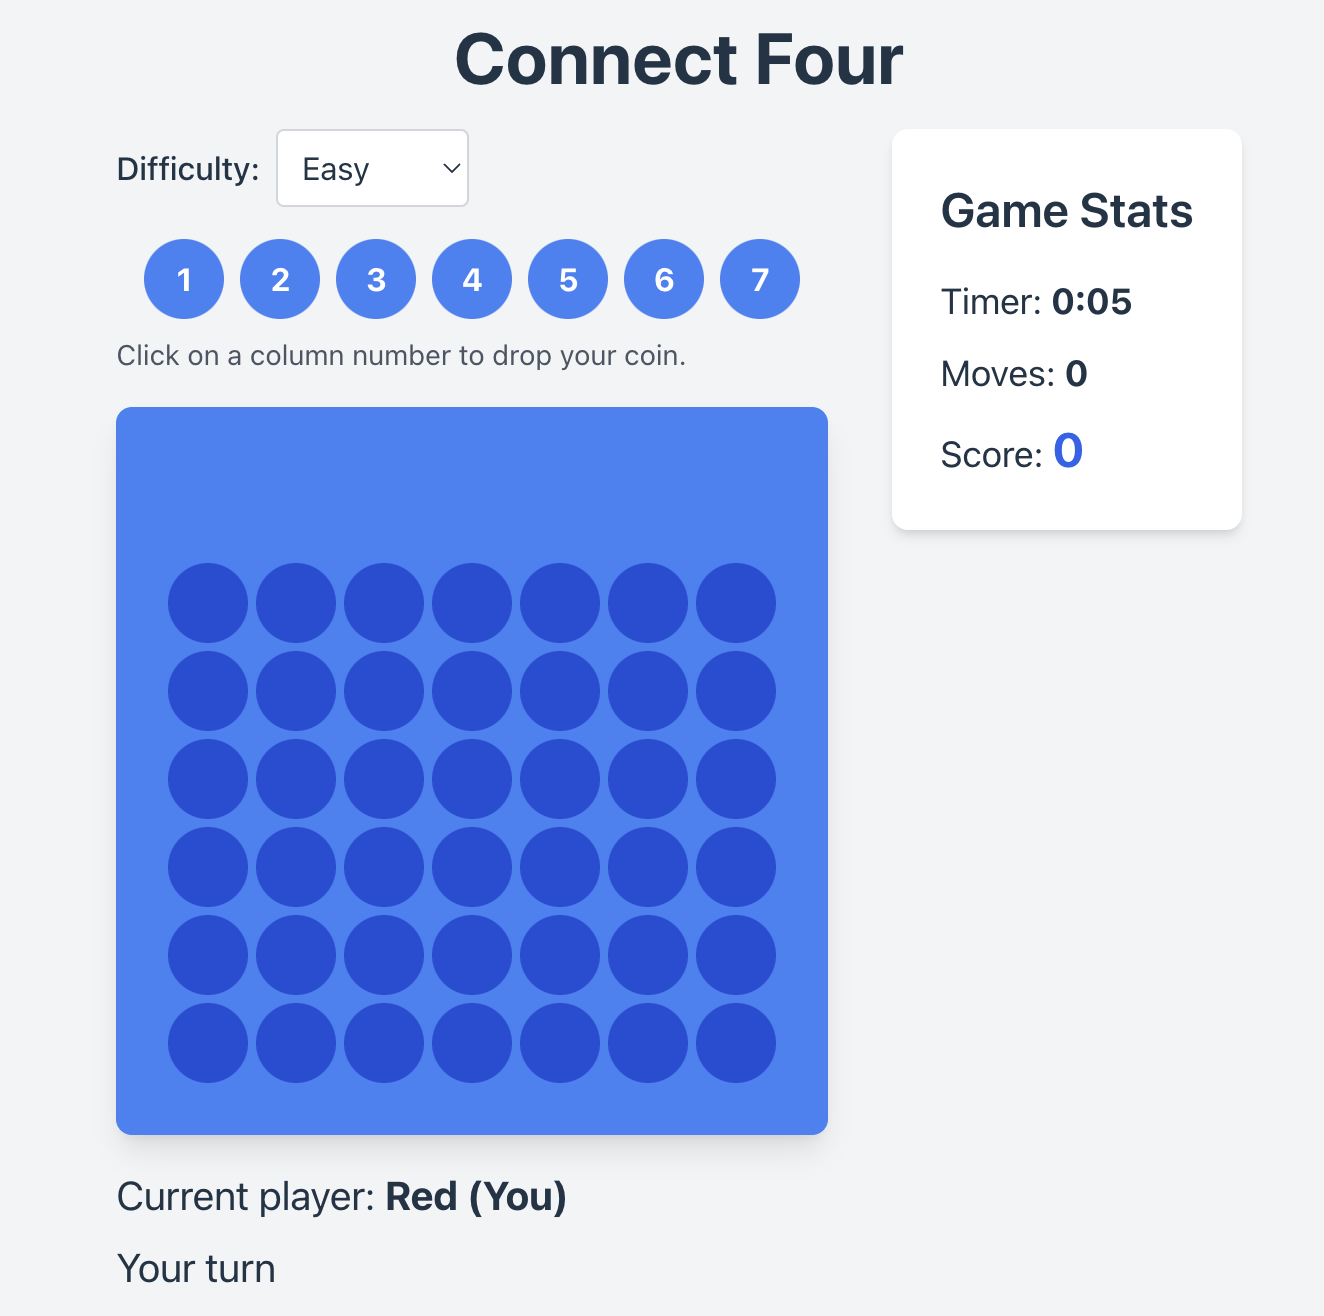 Connect Four
Difficulty: Easy
1 2 3 4 5 6 7
Click on a column number to drop your coin.
Game Stats
Timer: 0:05
Moves: 0
Score: 0
Current player: Red (You)
Your turn